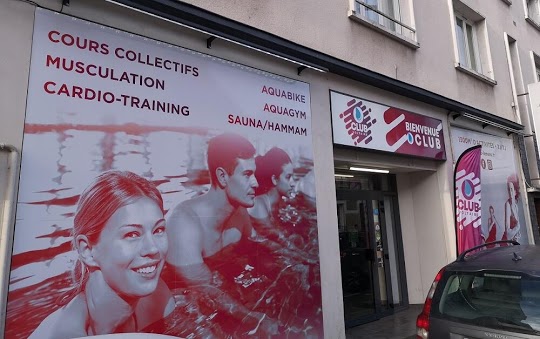 COURS COLLECTIFS
MUSCULATION
CARDIO-TRAINING
AQUABIKE
AQUAGYM
SAUNA/HAMMAM
CLUB
BIENVENUE
CLUB
CLUB